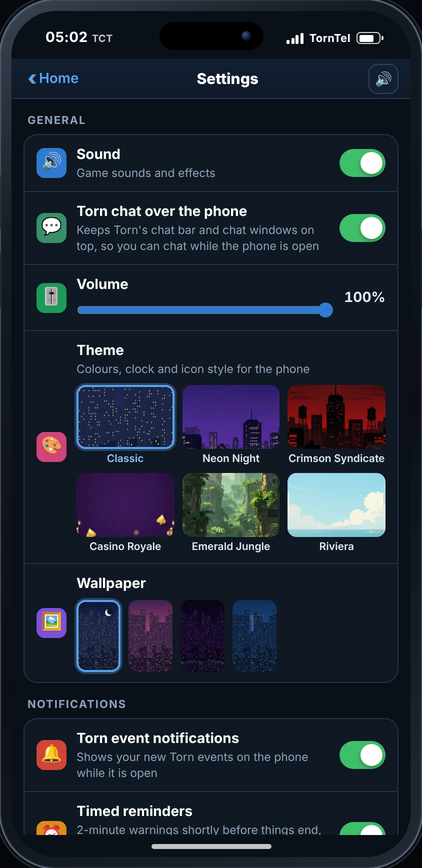 05:02 TCT
TornTel
Home
Settings
GENERAL
Sound
Game sounds and effects
Torn chat over the phone
Keeps Torn's chat bar and chat windows on
top, so you can chat while the phone is open
Volume
100%
Theme
Colours, clock and icon style for the phone
Classic
Neon Night
Crimson Syndicate
Casino Royale
Emerald Jungle
Riviera
Wallpaper
NOTIFICATIONS
Torn event notifications
Shows your new Torn events on the phone
while it is open
Timed reminders
2-minute warnings shortly before things end,